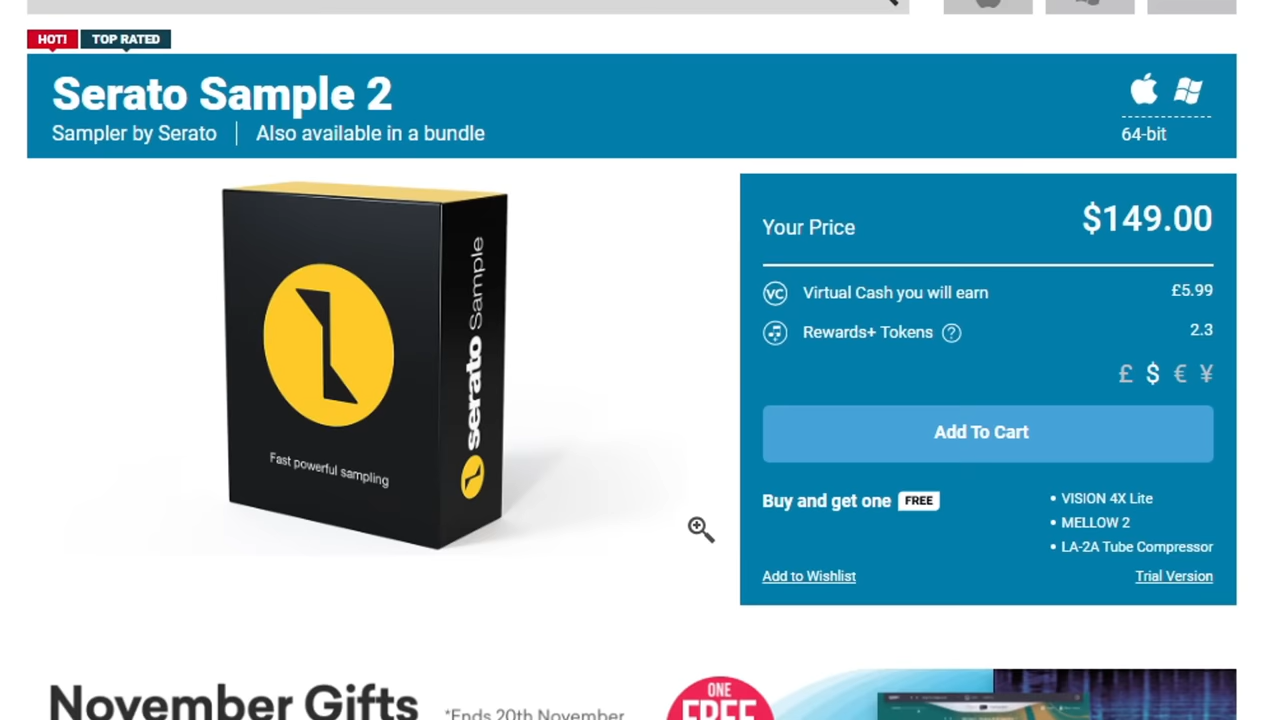 HOT! TOP RATED
Serato Sample 2
Sampler by Serato | Also available in a bundle
64-bit
serato Sample
Fast powerful sampling
Your Price $149.00
VC Virtual Cash you will earn £5.99
Rewards+ Tokens ? 2.3
£ $ € ¥
Add To Cart
Buy and get one FREE
• VISION 4X Lite
• MELLOW 2
• LA-2A Tube Compressor
Add to Wishlist Trial Version
November Gifts *Ends 20th November
ONE
FREE